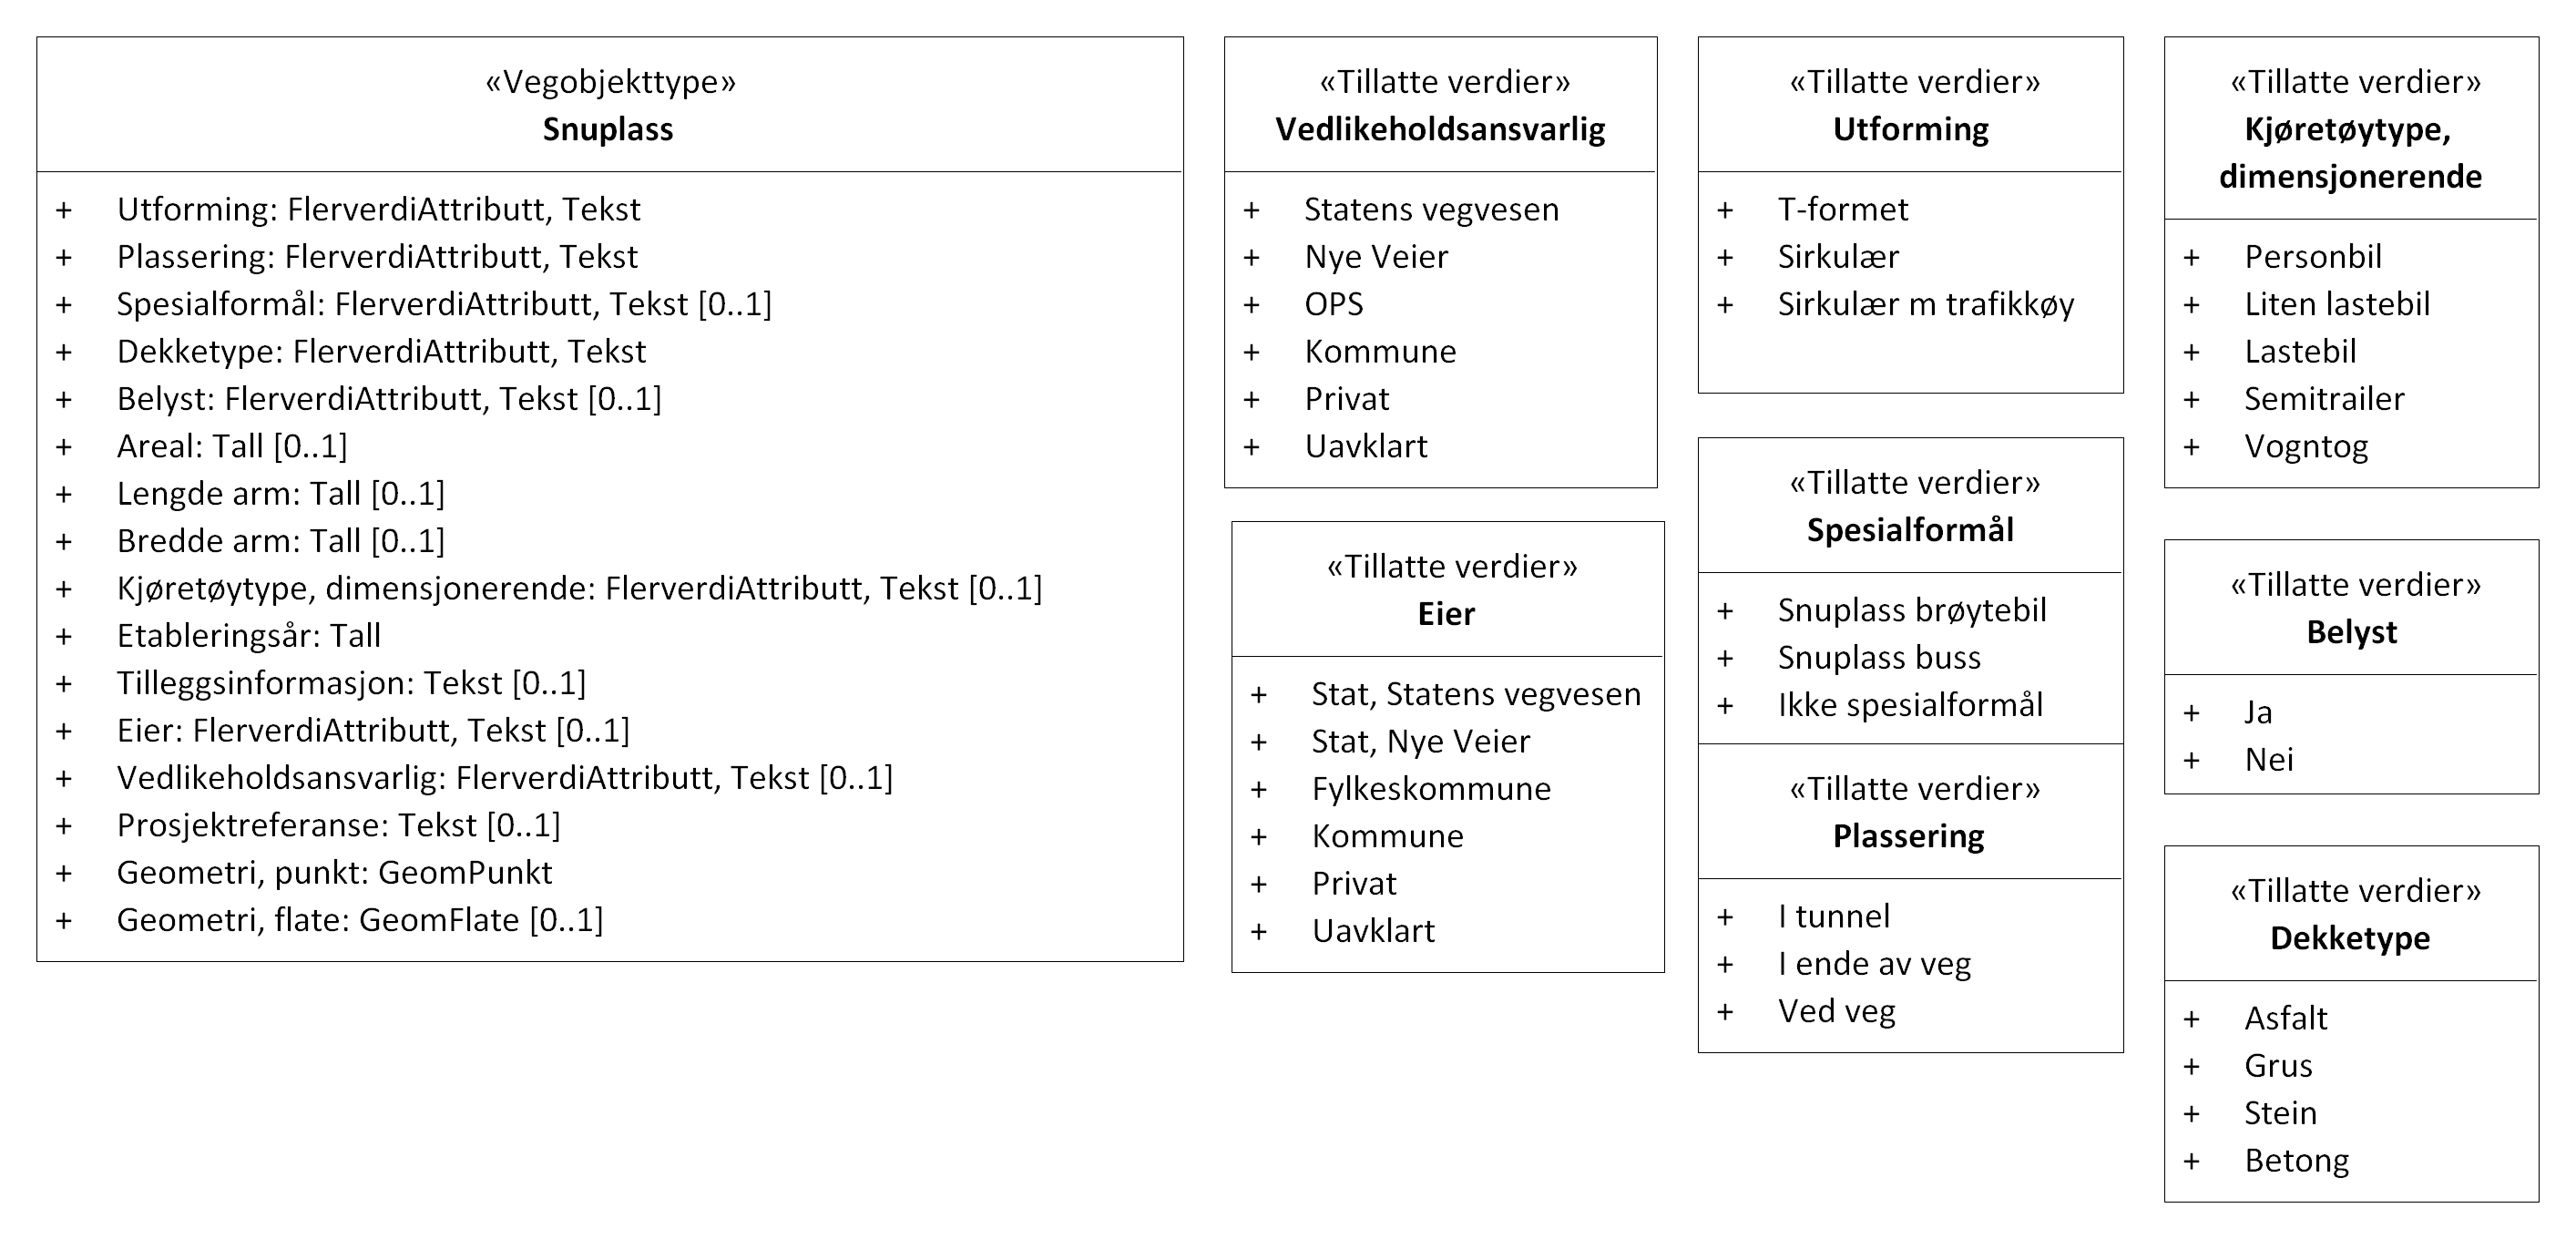 «Vegobjekttype»
Snuplass
+ Utforming: FlerverdiAttributt, Tekst
+ Plassering: FlerverdiAttributt, Tekst
+ Spesialformål: FlerverdiAttributt, Tekst [0..1]
+ Dekketype: FlerverdiAttributt, Tekst
+ Belyst: FlerverdiAttributt, Tekst [0..1]
+ Areal: Tall [0..1]
+ Lengde arm: Tall [0..1]
+ Bredde arm: Tall [0..1]
+ Kjøretøytype, dimensjonerende: FlerverdiAttributt, Tekst [0..1]
+ Etableringsår: Tall
+ Tilleggsinformasjon: Tekst [0..1]
+ Eier: FlerverdiAttributt, Tekst [0..1]
+ Vedlikeholdsansvarlig: FlerverdiAttributt, Tekst [0..1]
+ Prosjektreferanse: Tekst [0..1]
+ Geometri, punkt: GeomPunkt
+ Geometri, flate: GeomFlate [0..1]
«Tillatte verdier»
Vedlikeholdsansvarlig
+ Statens vegvesen
+ Nye Veier
+ OPS
+ Kommune
+ Privat
+ Uavklart
«Tillatte verdier»
Eier
+ Stat, Statens vegvesen
+ Stat, Nye Veier
+ Fylkeskommune
+ Kommune
+ Privat
+ Uavklart
«Tillatte verdier»
Utforming
+ T-formet
+ Sirkulær
+ Sirkulær m trafikkøy
«Tillatte verdier»
Spesialformål
+ Snuplass brøytebil
+ Snuplass buss
+ Ikke spesialformål
«Tillatte verdier»
Plassering
+ I tunnel
+ I ende av veg
+ Ved veg
«Tillatte verdier»
Kjøretøytype,
dimensjonerende
+ Personbil
+ Liten lastebil
+ Lastebil
+ Semitrailer
+ Vogntog
«Tillatte verdier»
Belyst
+ Ja
+ Nei
«Tillatte verdier»
Dekketype
+ Asfalt
+ Grus
+ Stein
+ Betong